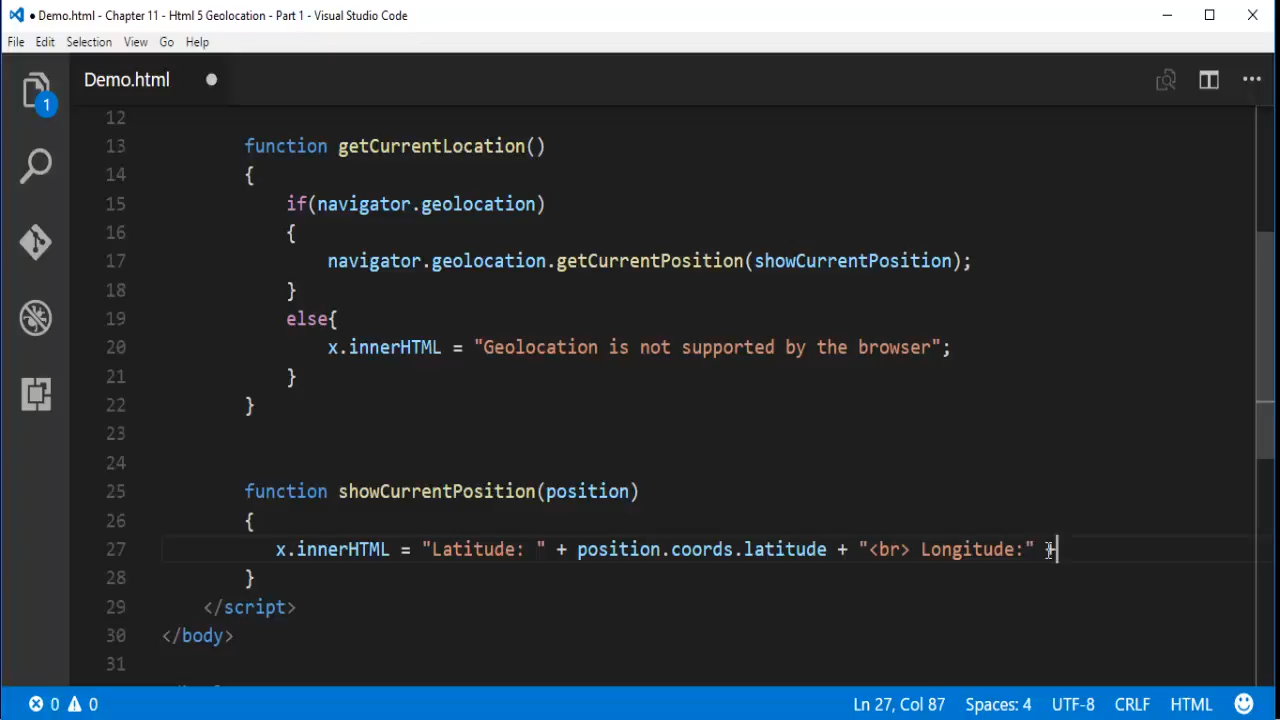 ● Demo.html - Chapter 11 - Html 5 Geolocation - Part 1 - Visual Studio Code
File Edit Selection View Go Help
1
Demo.html ●
12
13 function getCurrentLocation()
14 {
15 if(navigator.geolocation)
16 {
17 navigator.geolocation.getCurrentPosition(showCurrentPosition);
18 }
19 else{
20 x.innerHTML = "Geolocation is not supported by the browser";
21 }
22 }
23
24
25 function showCurrentPosition(position)
26 {
27 x.innerHTML = "Latitude: " + position.coords.latitude + "<br> Longitude:" +
28 }
29 </script>
30 </body>
31
0 0 Ln 27, Col 87 Spaces: 4 UTF-8 CRLF HTML